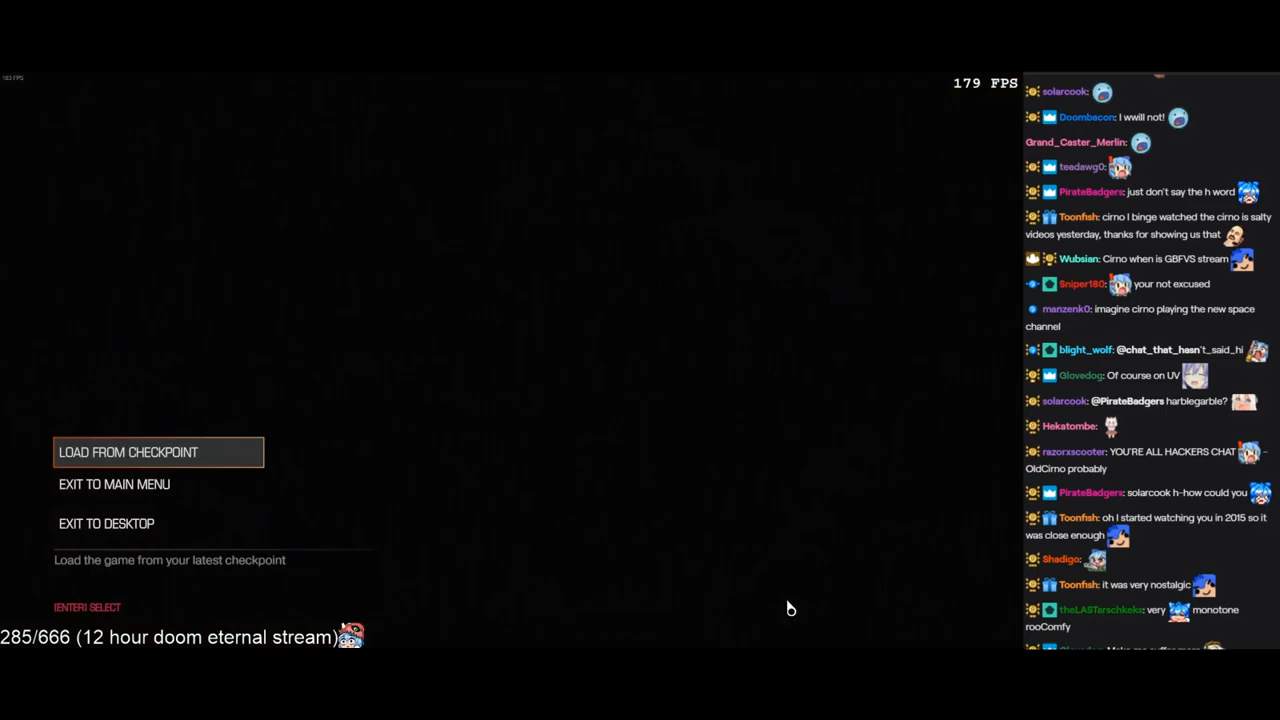 183 FPS
179 FPS
LOAD FROM CHECKPOINT
EXIT TO MAIN MENU
EXIT TO DESKTOP
Load the game from your latest checkpoint
[ENTER] SELECT
285/666 (12 hour doom eternal stream)
solarcook:
Doombacon: I wwill not!
Grand_Caster_Merlin:
teadawg0:
PirateBadgers: just don't say the h word
Toonfish: cirno I binge watched the cirno is salty
videos yesterday, thanks for showing us that
Wubsian: Cirno when is GBFVS stream
$niper180: your not excused
manzenk0: imagine cirno playing the new space
channel
blight_wolf: @chat_that_hasn't_said_hi
Glovedog: Of course on UV
solarcook: @PirateBadgers harblegarble?
Hekatombe:
razorxscooter: YOU'RE ALL HACKERS CHAT -
OldCirno probably
PirateBadgers: solarcook h-how could you
Toonfish: oh I started watching you in 2015 so it
was close enough
Shadigo:
Toonfish: it was very nostalgic
theLASTarschkeks: very monotone
rooComfy